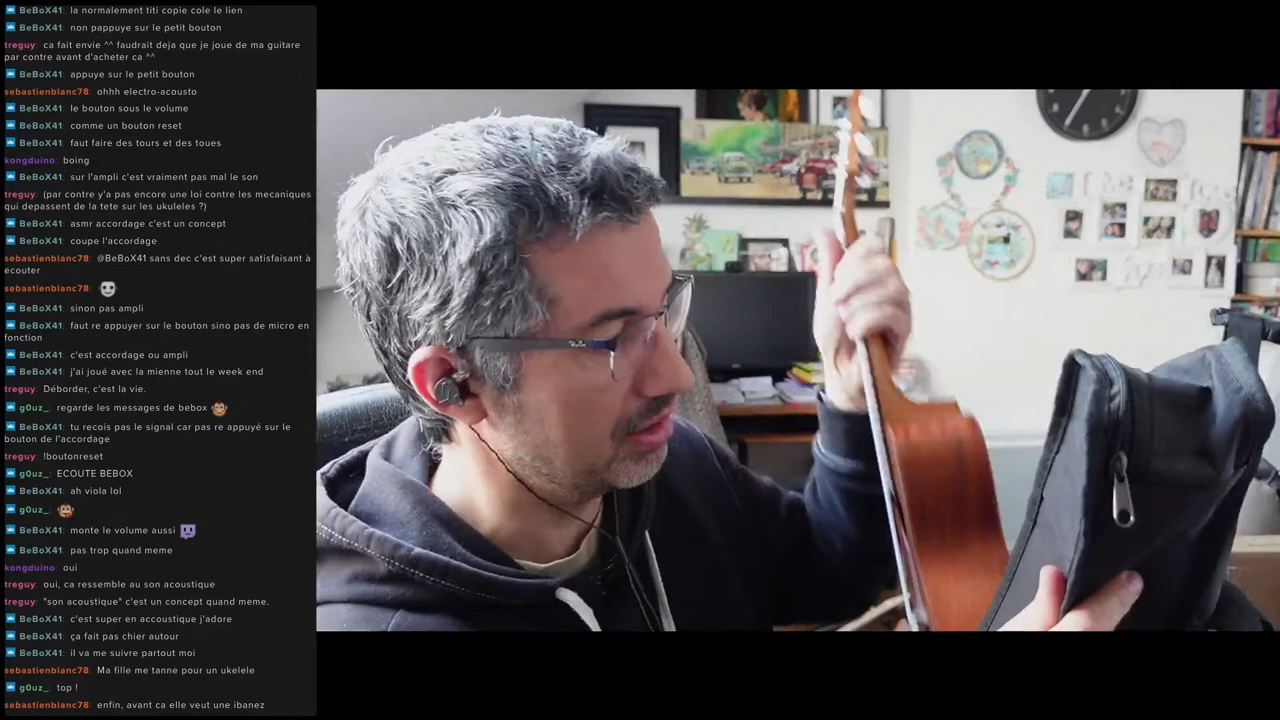 BeBoX41: la normalement titi copie cole le lien
BeBoX41: non pappuye sur le petit bouton
treguy: ca fait envie ^^ faudrait deja que je joue de ma guitare
par contre avant d'acheter ca ^^
BeBoX41: appuye sur le petit bouton
sebastienblanc78: ohhh electro-acousto
BeBoX41: le bouton sous le volume
BeBoX41: comme un bouton reset
BeBoX41: faut faire des tours et des toues
kongduino: boing
BeBoX41: sur l'ampli c'est vraiment pas mal le son
treguy: (par contre y'a pas encore une loi contre les mecaniques
qui depassent de la tete sur les ukuleles ?)
BeBoX41: asmr accordage c'est un concept
BeBoX41: coupe l'accordage
sebastienblanc78: @BeBoX41 sans dec c'est super satisfaisant à
ecouter
sebastienblanc78:
BeBoX41: sinon pas ampli
BeBoX41: faut re appuyer sur le bouton sino pas de micro en
fonction
BeBoX41: c'est accordage ou ampli
BeBoX41: j'ai joué avec la mienne tout le week end
treguy: Déborder, c'est la vie.
g0uz_: regarde les messages de bebox
BeBoX41: tu recois pas le signal car pas re appuyé sur le
bouton de l'accordage
treguy: !boutonreset
g0uz_: ECOUTE BEBOX
BeBoX41: ah viola lol
g0uz_:
BeBoX41: monte le volume aussi
BeBoX41: pas trop quand meme
kongduino: oui
treguy: oui, ca ressemble au son acoustique
treguy: "son acoustique" c'est un concept quand meme.
BeBoX41: c'est super en accoustique j'adore
BeBoX41: ça fait pas chier autour
BeBoX41: il va me suivre partout moi
sebastienblanc78: Ma fille me tanne pour un ukelele
g0uz_: top !
sebastienblanc78: enfin, avant ca elle veut une ibanez